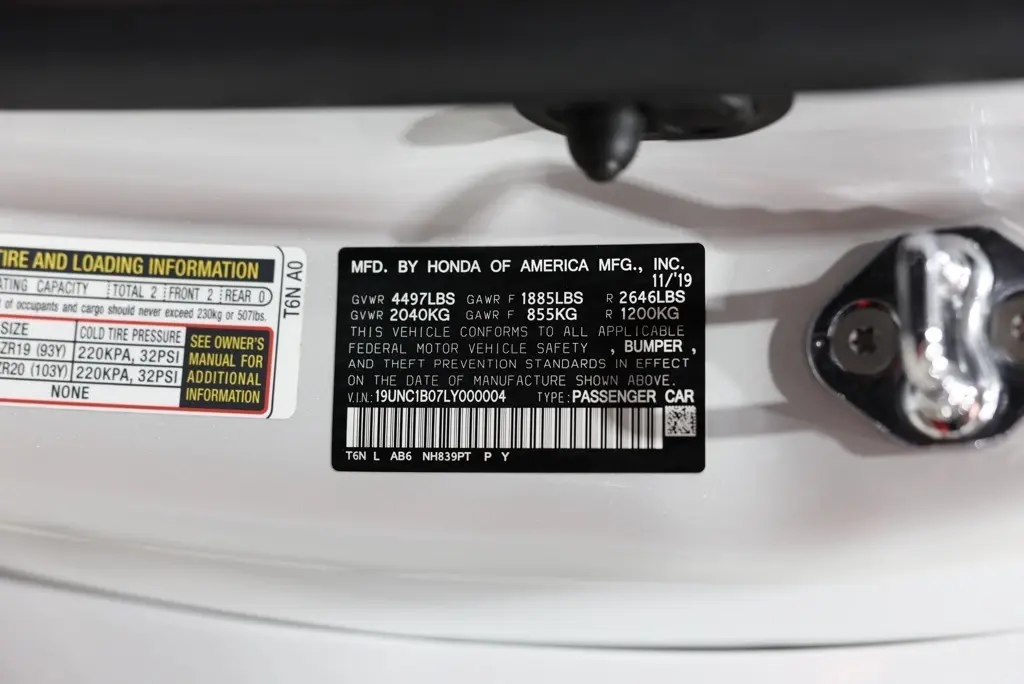 TIRE AND LOADING INFORMATION
CAPACITY TOTAL 2 FRONT 2 REAR 0
of occupants and cargo should never exceed 230kg or 507lbs.
SIZE COLD TIRE PRESSURE
ZR19 (93Y) 220KPA, 32PSI
ZR20 (103Y) 220KPA, 32PSI
NONE
SEE OWNER'S
MANUAL FOR
ADDITIONAL
INFORMATION
T6N A0
MFD. BY HONDA OF AMERICA MFG., INC.
11/'19
GVWR 4497LBS GAWR F 1885LBS R 2646LBS
GVWR 2040KG GAWR F 855KG R 1200KG
THIS VEHICLE CONFORMS TO ALL APPLICABLE
FEDERAL MOTOR VEHICLE SAFETY , BUMPER ,
AND THEFT PREVENTION STANDARDS IN EFFECT
ON THE DATE OF MANUFACTURE SHOWN ABOVE.
V.I.N.: 19UNC1B07LY000004 TYPE: PASSENGER CAR
T6N L AB6 NH839PT P Y